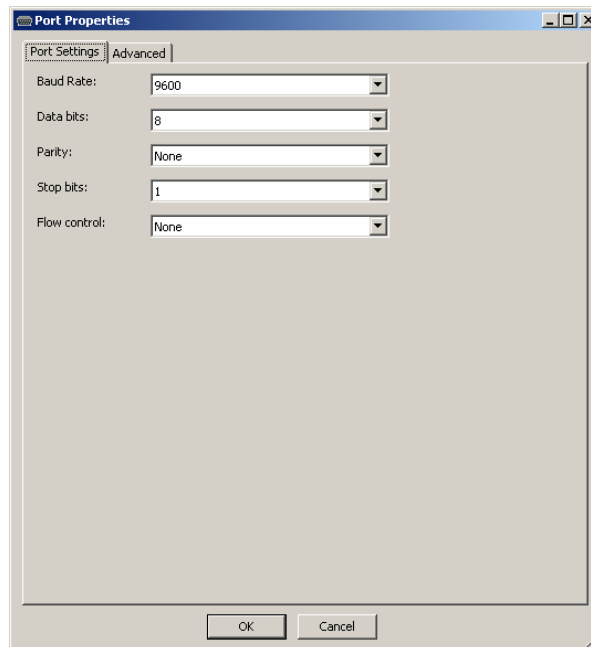 Port Properties
Port Settings Advanced
Baud Rate: 9600
Data bits: 8
Parity: None
Stop bits: 1
Flow control: None
OK Cancel